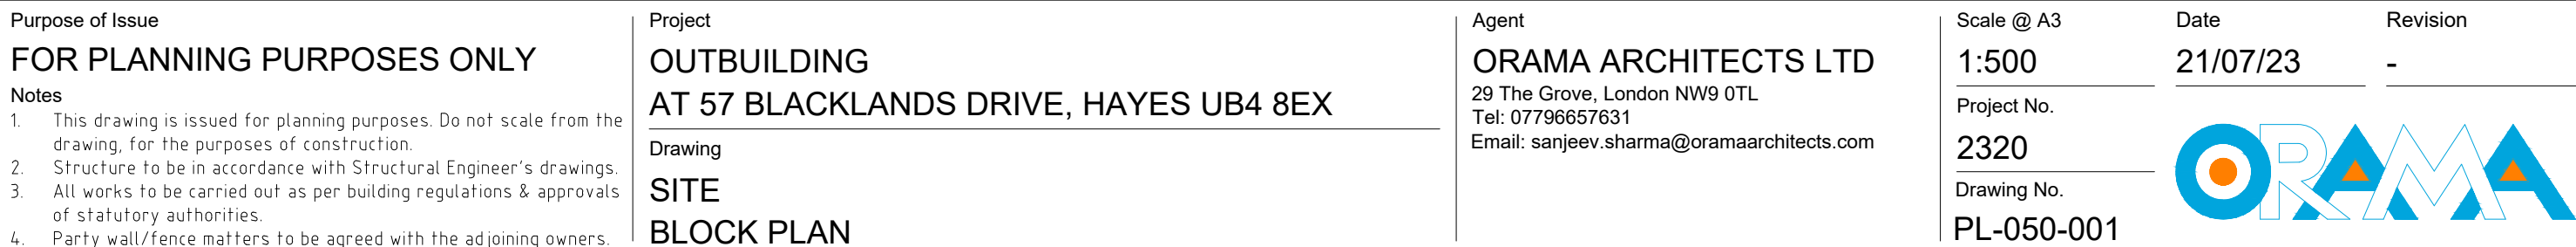 Purpose of Issue
FOR PLANNING PURPOSES ONLY
Notes
1. This drawing is issued for planning purposes. Do not scale from the
drawing, for the purposes of construction.
2. Structure to be in accordance with Structural Engineer's drawings.
3. All works to be carried out as per building regulations & approvals
of statutory authorities.
4. Party wall/fence matters to be agreed with the adjoining owners.
Project
OUTBUILDING
AT 57 BLACKLANDS DRIVE, HAYES UB4 8EX
Drawing
SITE
BLOCK PLAN
Agent
ORAMA ARCHITECTS LTD
29 The Grove, London NW9 0TL
Tel: 07796657631
Email: sanjeev.sharma@oramaarchitects.com
Scale @ A3
1:500
Date
21/07/23
Revision
-
Project No.
2320
Drawing No.
PL-050-001
ORAMA